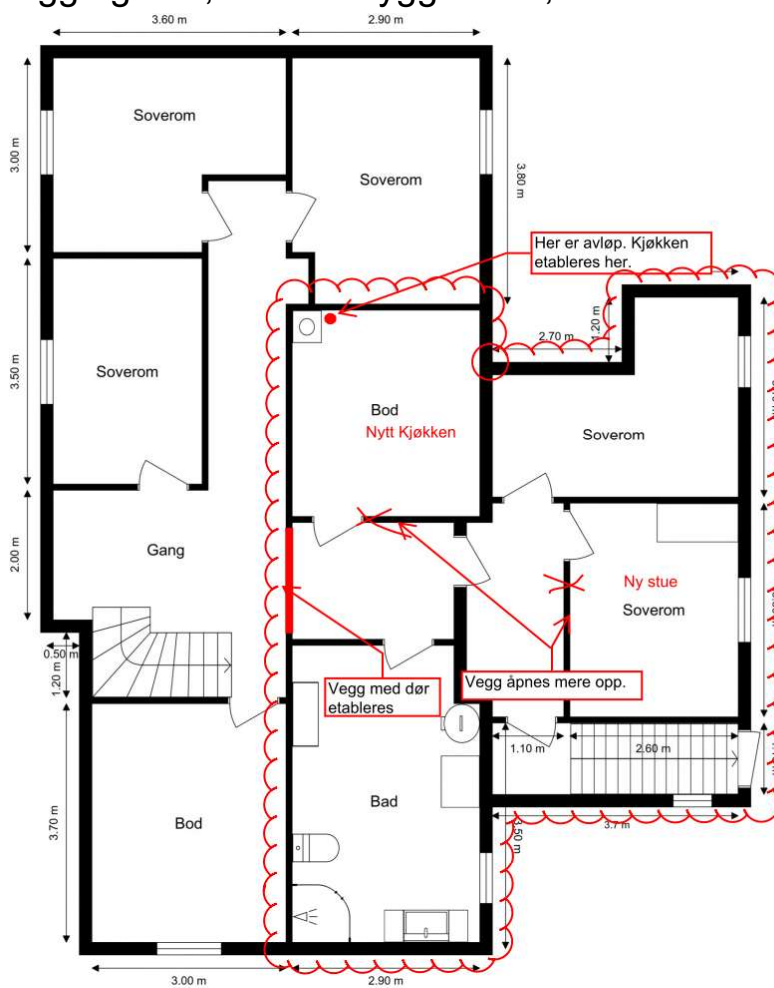 3.60 m
2.90 m
Soverom
3.00 m
Soverom
3.80 m
Her er avløp. Kjøkken
etableres her.
1.20 m
2.70 m
Soverom
3.50 m
Bod
Nytt Kjøkken
Soverom
Gang
2.00 m
Ny stue
Soverom
0.50 m
1.20 m
Vegg med dør
etableres
Vegg åpnes mere opp.
1.10 m
2.60 m
Bad
Bod
3.70 m
3.50 m
3.7 m
3.00 m
2.90 m